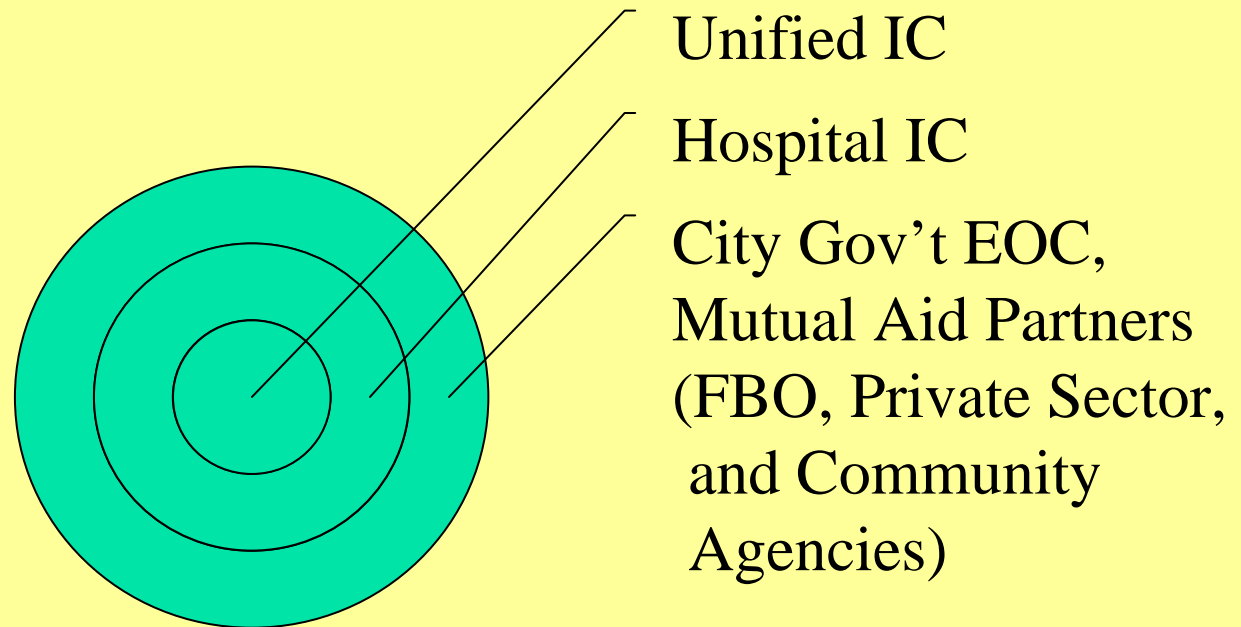 Unified IC
Hospital IC
City Gov’t EOC,
Mutual Aid Partners
(FBO, Private Sector,
and Community
Agencies)